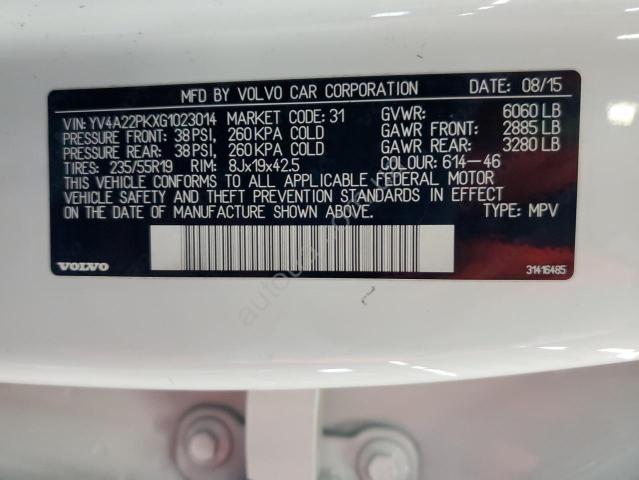 MFD BY VOLVO CAR CORPORATION DATE: 08/15
VIN: YV4A22PKXG1023014 MARKET CODE: 31 GVWR: 6060 LB
PRESSURE FRONT: 38 PSI, 260 KPA COLD GAWR FRONT: 2885 LB
PRESSURE REAR: 38 PSI, 260 KPA COLD GAWR REAR: 3280 LB
TIRES: 235/55R19 RIM: 8Jx19x42.5 COLOUR: 614-46
THIS VEHICLE CONFORMS TO ALL APPLICABLE FEDERAL MOTOR
VEHICLE SAFETY AND THEFT PREVENTION STANDARDS IN EFFECT
ON THE DATE OF MANUFACTURE SHOWN ABOVE. TYPE: MPV
VOLVO 31416485